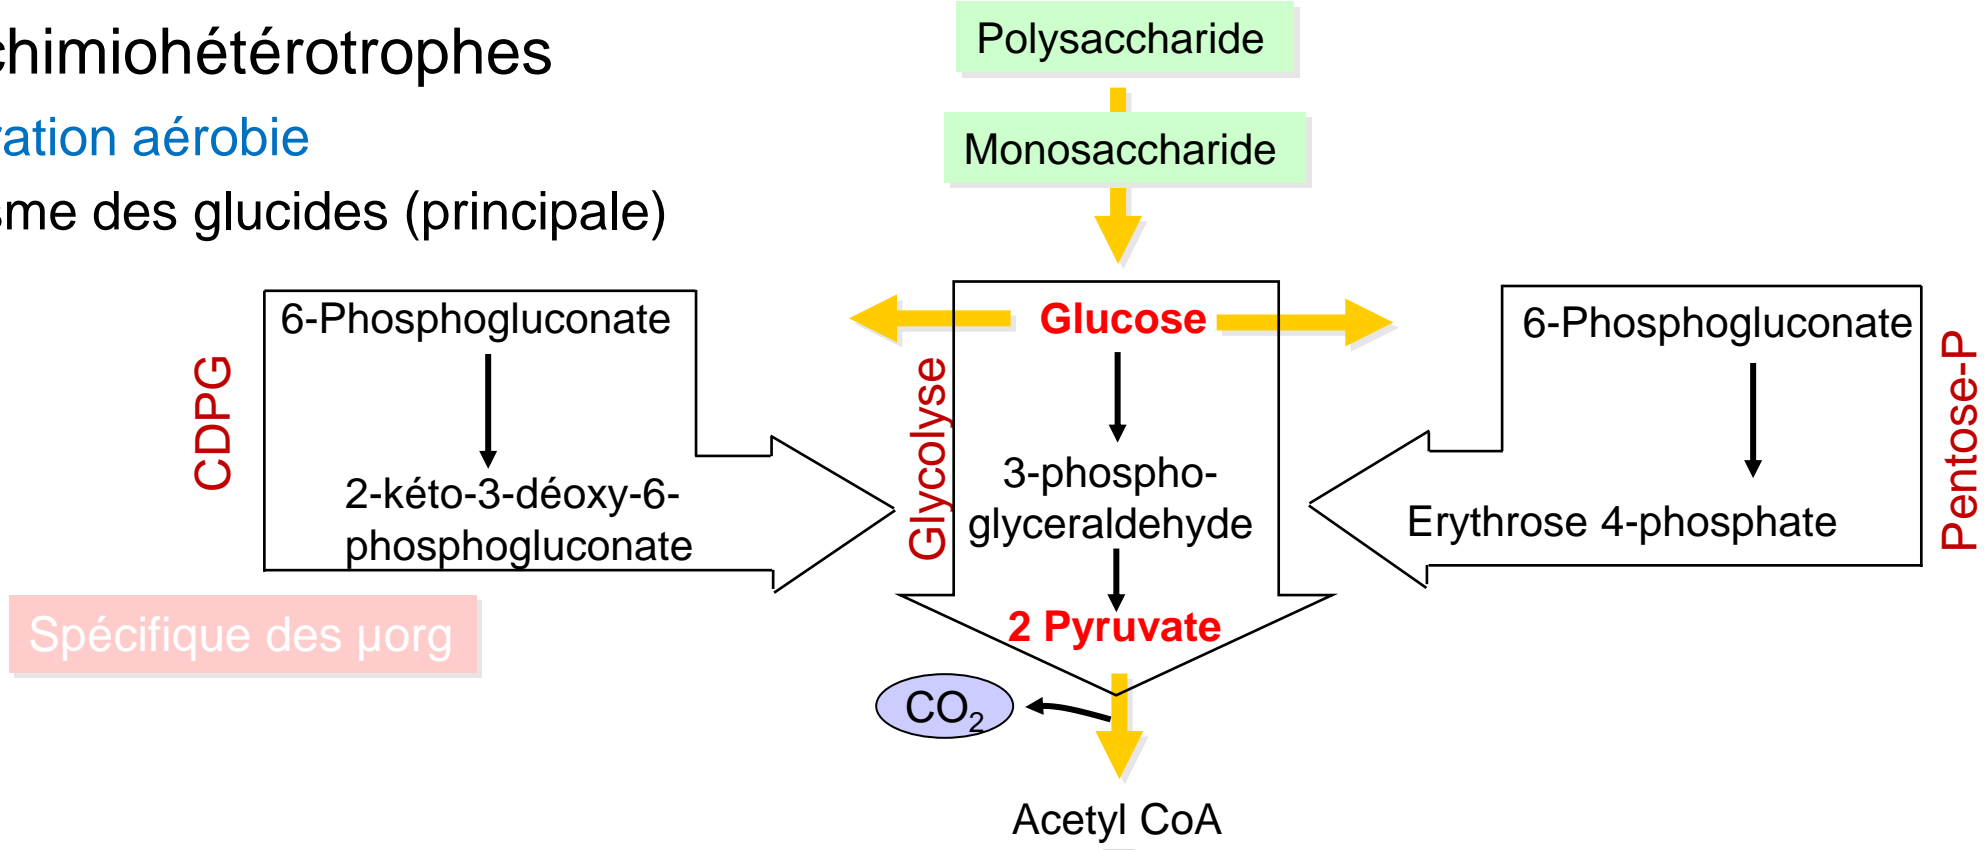 chimiohétérotrophes
ration aérobie
sme des glucides (principale)
Polysaccharide
Monosaccharide
CDPG
6-Phosphogluconate
2-kéto-3-déoxy-6-
phosphogluconate
Spécifique des µorg
Glycolyse
Glucose
3-phospho-
glyceraldehyde
2 Pyruvate
CO₂
Acetyl CoA
6-Phosphogluconate
Erythrose 4-phosphate
Pentose-P